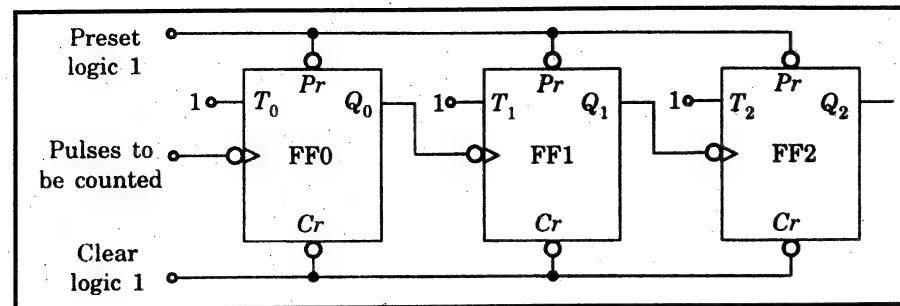 Preset
logic 1
Pr Pr Pr
1 T₀ Q₀ 1 T₁ Q₁ 1 T₂ Q₂
Pulses to
be counted
FF0 FF1 FF2
Cr Cr Cr
Clear
logic 1